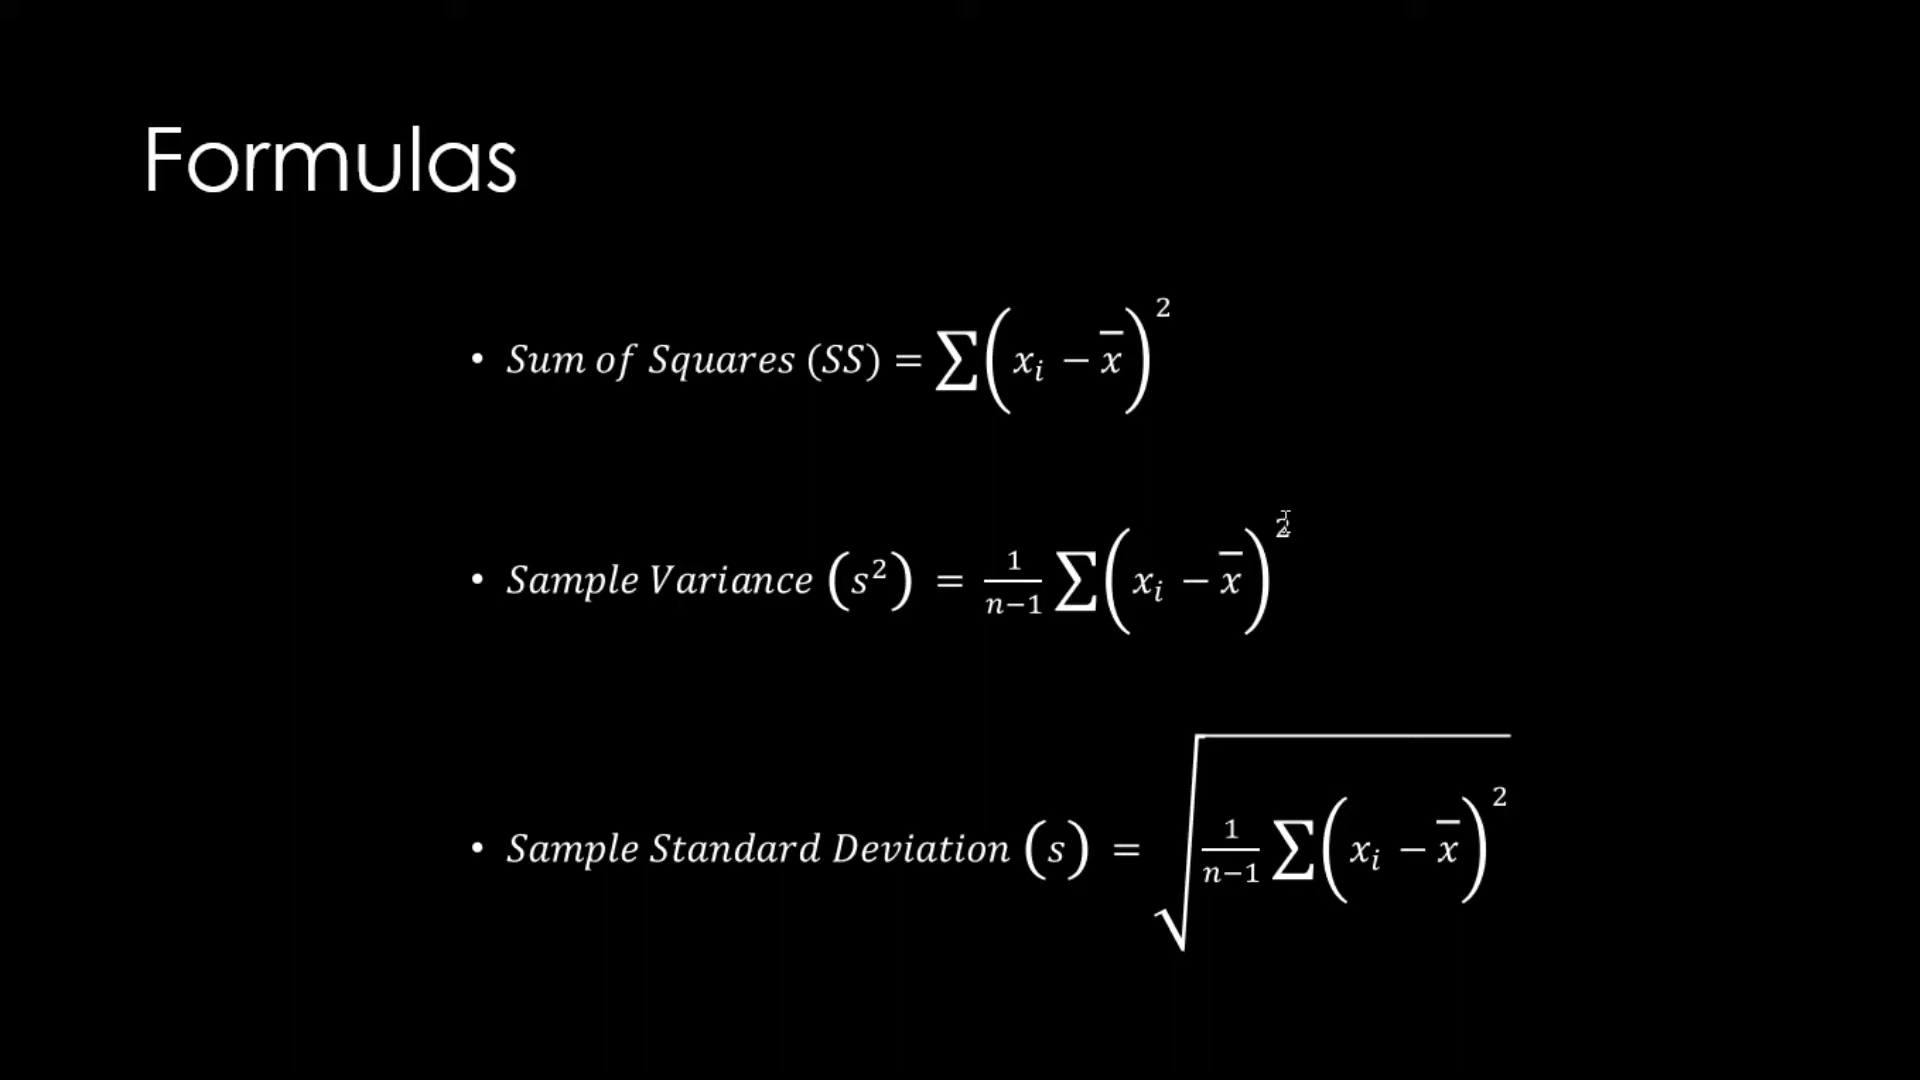 Formulas
• Sum of Squares (SS) = ∑(xᵢ − x̄)²
• Sample Variance (s²) = 1/(n−1) ∑(xᵢ − x̄)²
• Sample Standard Deviation (s) = √(1/(n−1) ∑(xᵢ − x̄)²)